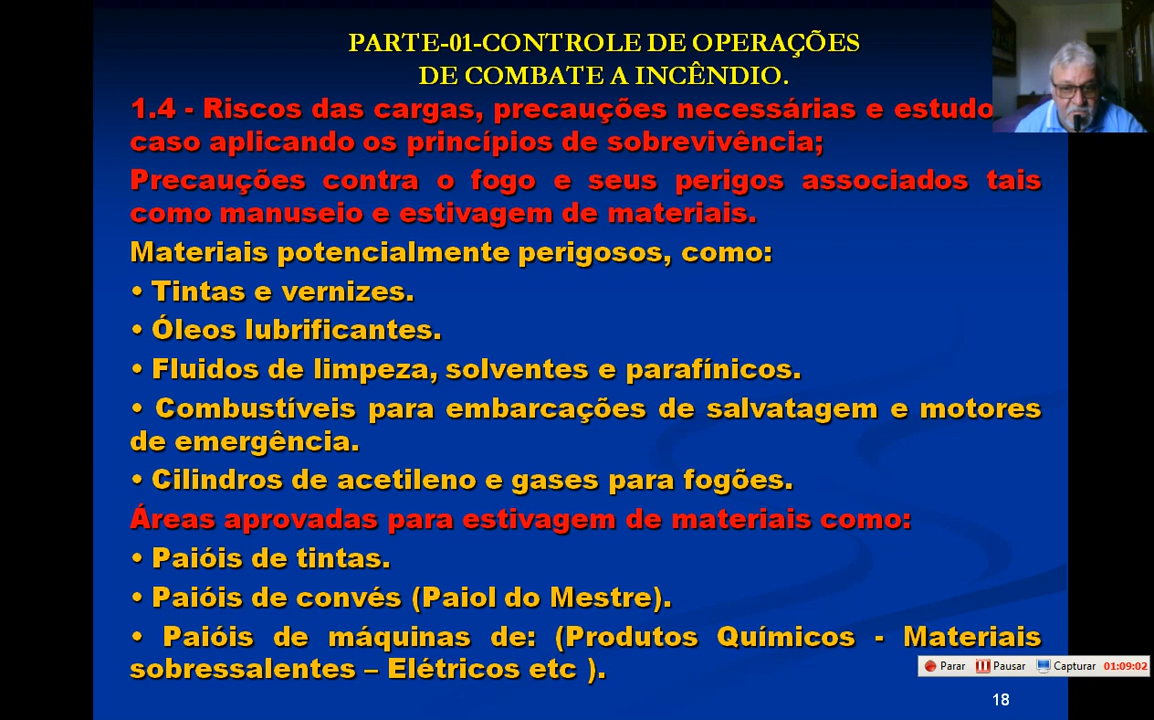 PARTE-01-CONTROLE DE OPERAÇÕES
DE COMBATE A INCÊNDIO.
1.4 - Riscos das cargas, precauções necessárias e estudo
caso aplicando os princípios de sobrevivência;
Precauções contra o fogo e seus perigos associados tais
como manuseio e estivagem de materiais.
Materiais potencialmente perigosos, como:
• Tintas e vernizes.
• Óleos lubrificantes.
• Fluidos de limpeza, solventes e parafínicos.
• Combustíveis para embarcações de salvatagem e motores
de emergência.
• Cilindros de acetileno e gases para fogões.
Áreas aprovadas para estivagem de materiais como:
• Paióis de tintas.
• Paióis de convés (Paiol do Mestre).
• Paióis de máquinas de: (Produtos Químicos - Materiais
sobressalentes – Elétricos etc ).
Parar Pausar Capturar 01:09:02
18